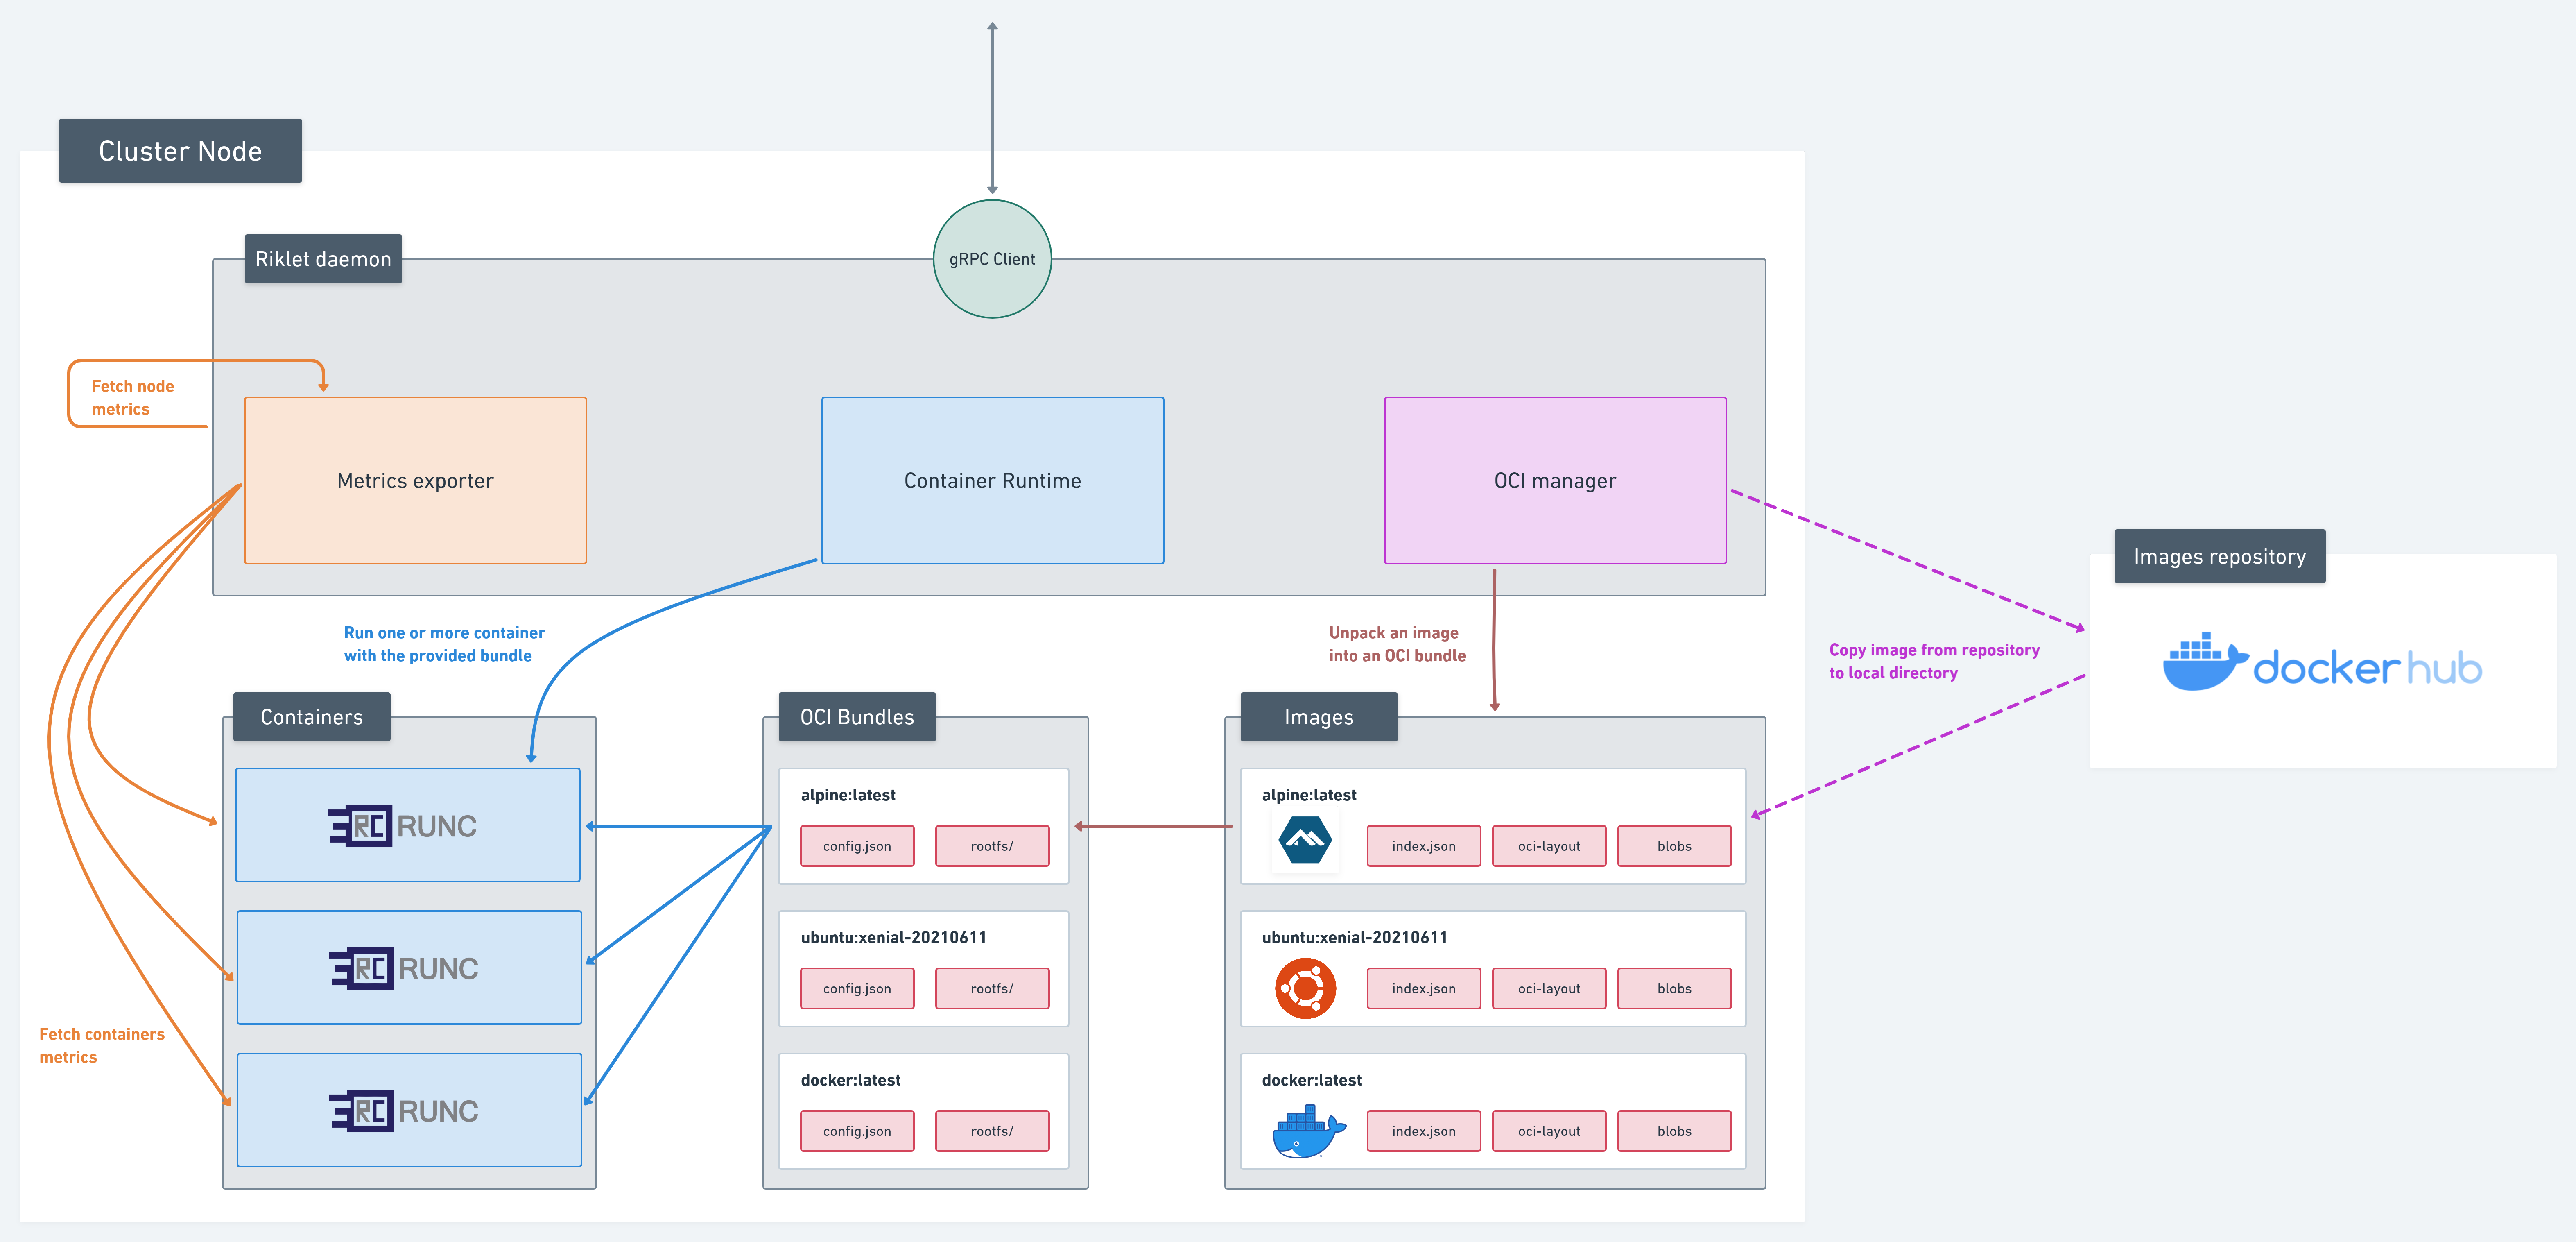 Cluster Node
Riklet daemon
gRPC Client
Fetch node
metrics
Metrics exporter
Container Runtime
OCI manager
Images repository
dockerhub
Run one or more container
with the provided bundle
Unpack an image
into an OCI bundle
Copy image from repository
to local directory
Containers
RC RUNC
RC RUNC
RC RUNC
Fetch containers
metrics
OCI Bundles
alpine:latest
config.json
rootfs/
ubuntu:xenial-20210611
config.json
rootfs/
docker:latest
config.json
rootfs/
Images
alpine:latest
index.json
oci-layout
blobs
ubuntu:xenial-20210611
index.json
oci-layout
blobs
docker:latest
index.json
oci-layout
blobs